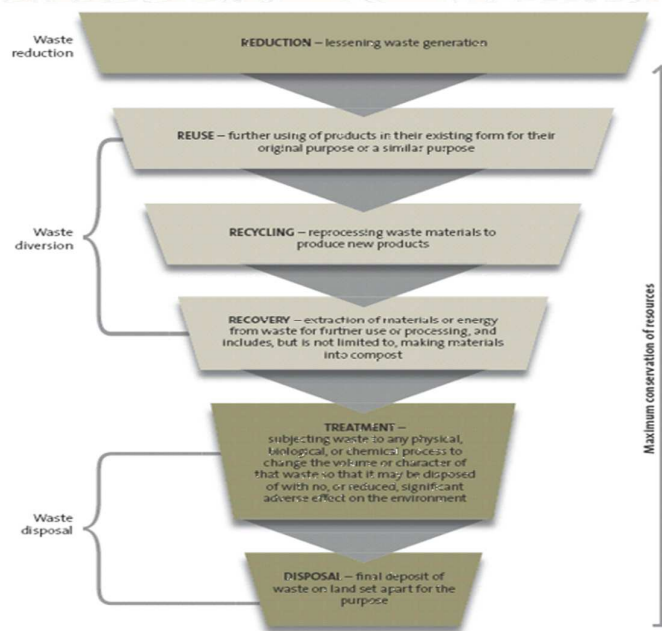 Waste
reduction
REDUCTION – lessening waste generation
REUSE – further using of products in their existing form for their
original purpose or a similar purpose
Waste
diversion
RECYCLING – reprocessing waste materials to
produce new products
RECOVERY – extraction of materials or energy
from waste for further use or processing, and
includes, but is not limited to, making materials
into compost
Maximum conservation of resources
TREATMENT –
subjecting waste to any physical,
biological, or chemical process to
change the volume or character of
that waste so that it may be disposed
of with no, or reduced, significant
adverse effect on the environment
Waste
disposal
DISPOSAL – final deposit of
waste on land set apart for the
purpose